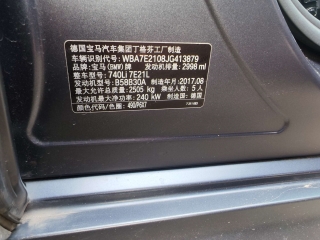 德国宝马汽车集团丁格芬工厂制造
车辆识别代号: WBA7E2108JG413879
品牌: 宝马(BMW)牌 发动机排量: 2998 ml
整车型号: 740Li 7E21L
发动机型号: B58B30A 制造年月: 2017.08
最大允许总质量: 2505 kg 乘坐人数: 5 人
发动机最大净功率: 240 kW 制造国: 德国
颜色代码/色圈: 490/P6X7